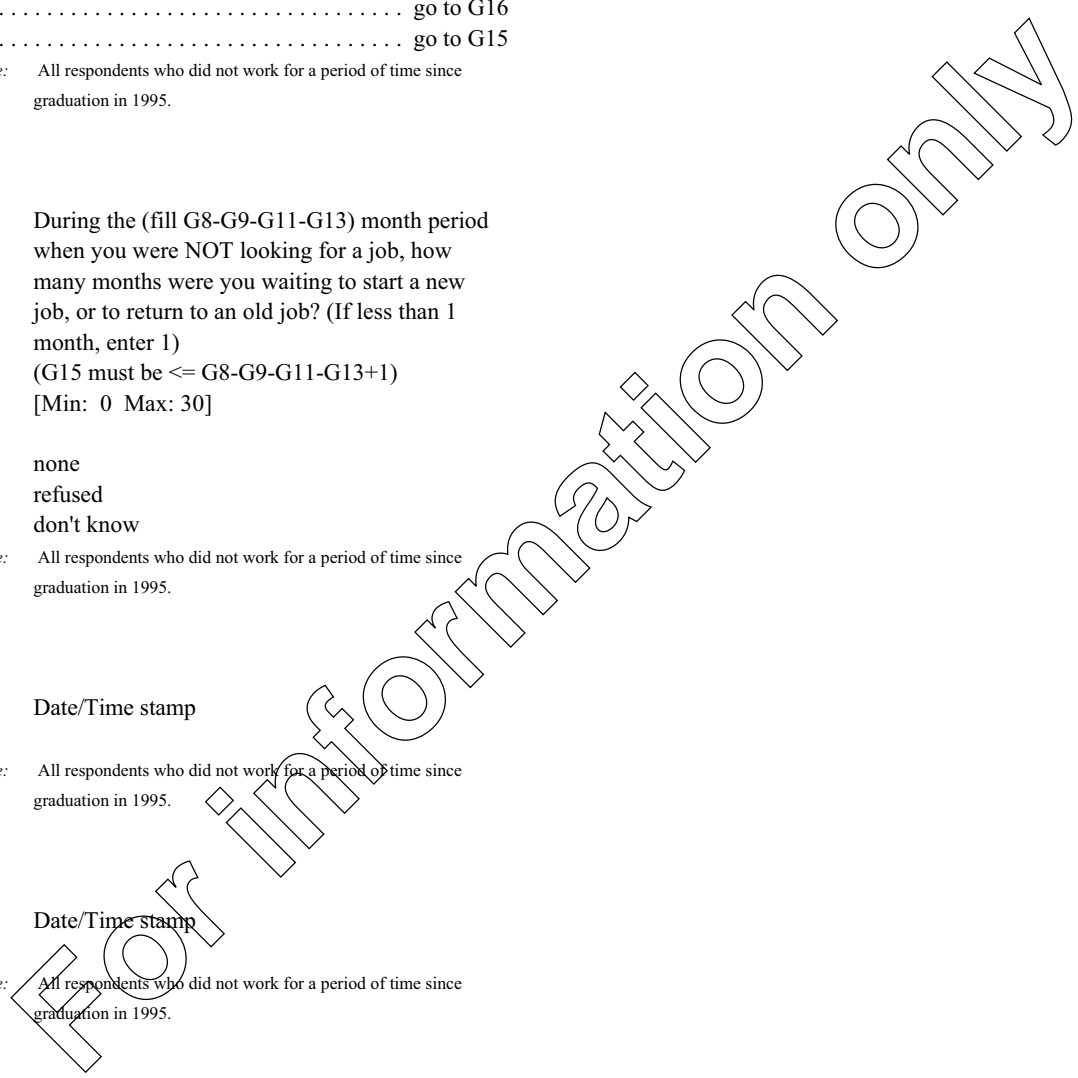 . . . . . . . . . . . . . . . . . . . . . . . . . . . . . . . . . . go to G16
. . . . . . . . . . . . . . . . . . . . . . . . . . . . . . . . . . go to G15
e: All respondents who did not work for a period of time since
graduation in 1995.
During the (fill G8-G9-G11-G13) month period
when you were NOT looking for a job, how
many months were you waiting to start a new
job, or to return to an old job? (If less than 1
month, enter 1)
(G15 must be <= G8-G9-G11-G13+1)
[Min: 0 Max: 30]
none
refused
don't know
e: All respondents who did not work for a period of time since
graduation in 1995.
Date/Time stamp
e: All respondents who did not work for a period of time since
graduation in 1995.
Date/Time stamp
e: All respondents who did not work for a period of time since
graduation in 1995.
For information only